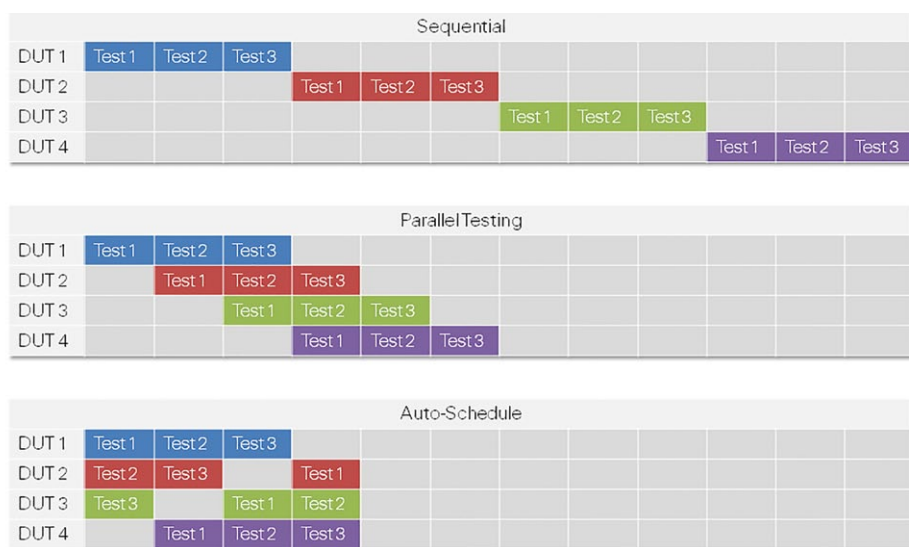 Sequential
DUT 1 Test 1 Test 2 Test 3
DUT 2 Test 1 Test 2 Test 3
DUT 3 Test 1 Test 2 Test 3
DUT 4 Test 1 Test 2 Test 3
Parallel Testing
DUT 1 Test 1 Test 2 Test 3
DUT 2 Test 1 Test 2 Test 3
DUT 3 Test 1 Test 2 Test 3
DUT 4 Test 1 Test 2 Test 3
Auto-Schedule
DUT 1 Test 1 Test 2 Test 3
DUT 2 Test 2 Test 3 Test 1
DUT 3 Test 3 Test 1 Test 2
DUT 4 Test 1 Test 2 Test 3